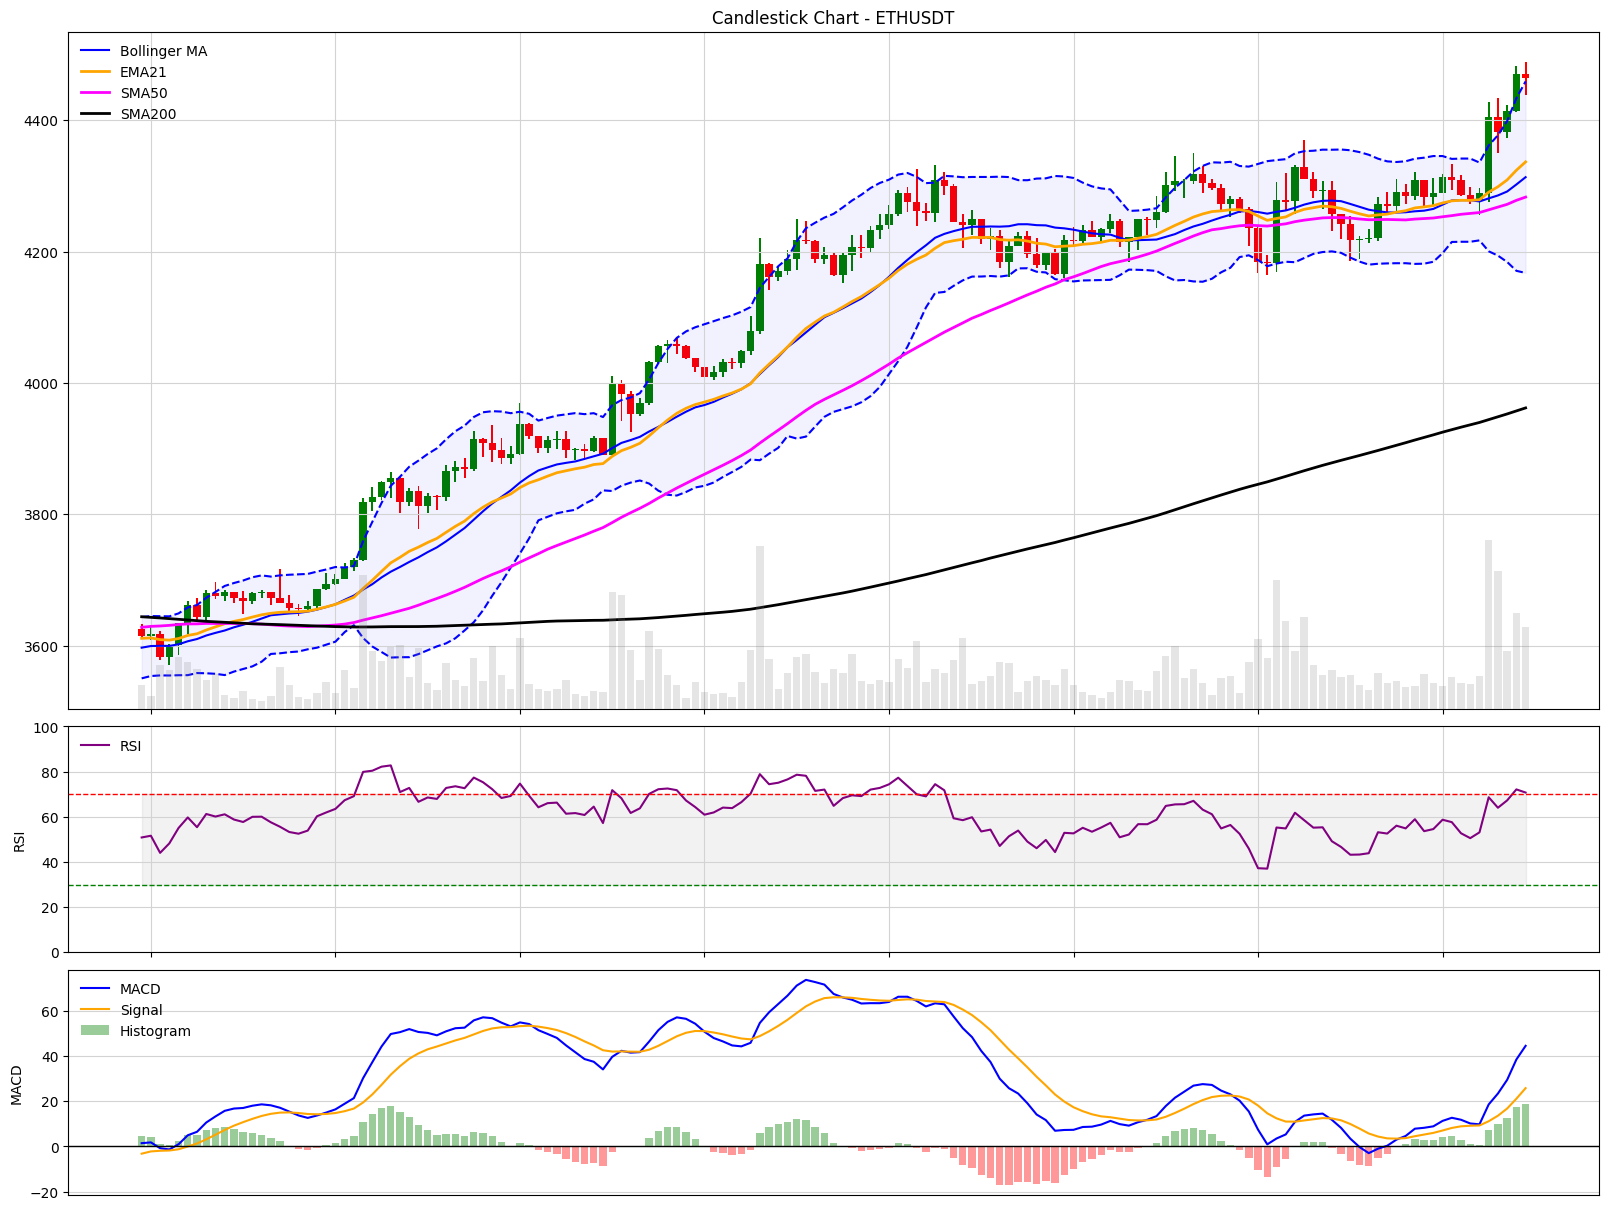 Candlestick Chart - ETHUSDT
Bollinger MA
EMA21
SMA50
SMA200
4400
4200
4000
3800
3600
RSI
100
80
60
40
20
0
RSI
MACD
Signal
Histogram
60
40
20
0
−20
MACD